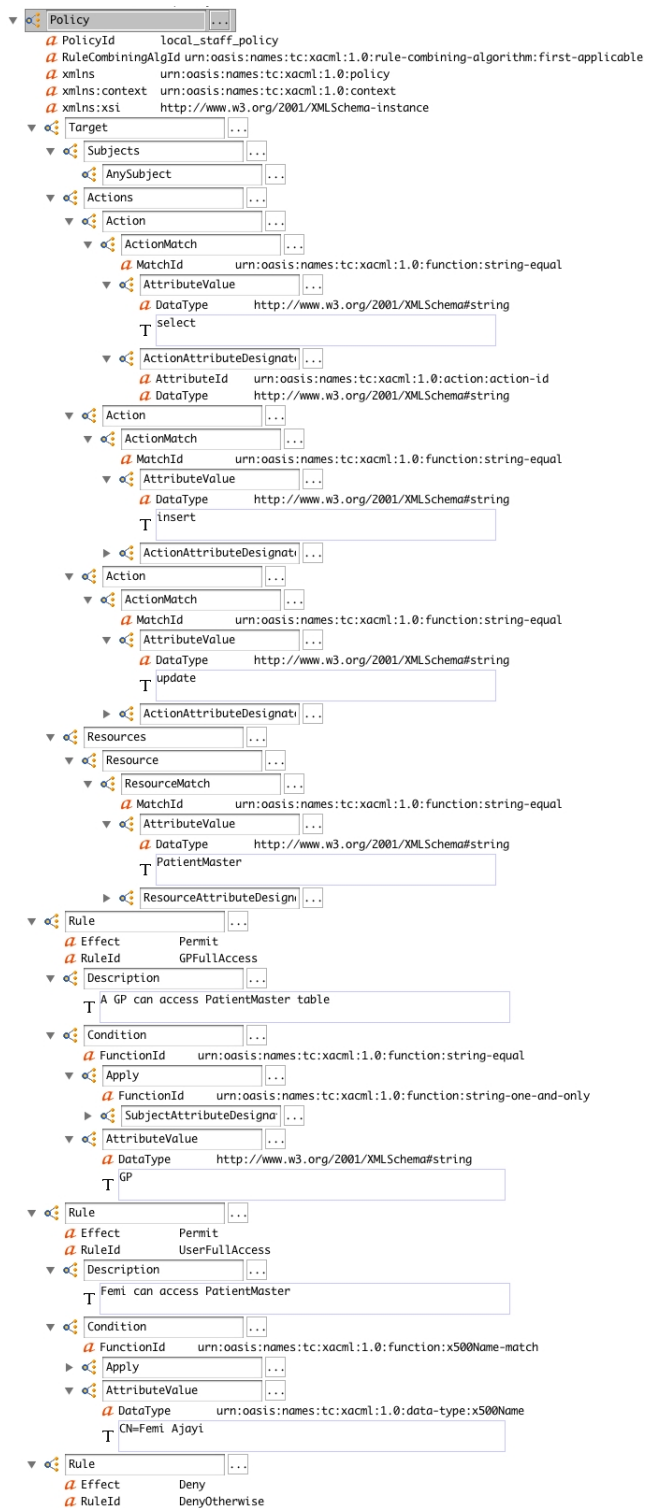 Policy ...
a PolicyId local_staff_policy
a RuleCombiningAlgId urn:oasis:names:tc:xacml:1.0:rule-combining-algorithm:first-applicable
a xmlns urn:oasis:names:tc:xacml:1.0:policy
a xmlns:context urn:oasis:names:tc:xacml:1.0:context
a xmlns:xsi http://www.w3.org/2001/XMLSchema-instance
Target ...
Subjects ...
AnySubject ...
Actions ...
Action ...
ActionMatch ...
a MatchId urn:oasis:names:tc:xacml:1.0:function:string-equal
AttributeValue ...
a DataType http://www.w3.org/2001/XMLSchema#string
T select
ActionAttributeDesignat ...
a AttributeId urn:oasis:names:tc:xacml:1.0:action:action-id
a DataType http://www.w3.org/2001/XMLSchema#string
Action ...
ActionMatch ...
a MatchId urn:oasis:names:tc:xacml:1.0:function:string-equal
AttributeValue ...
a DataType http://www.w3.org/2001/XMLSchema#string
T insert
ActionAttributeDesignat ...
Action ...
ActionMatch ...
a MatchId urn:oasis:names:tc:xacml:1.0:function:string-equal
AttributeValue ...
a DataType http://www.w3.org/2001/XMLSchema#string
T update
ActionAttributeDesignat ...
Resources ...
Resource ...
ResourceMatch ...
a MatchId urn:oasis:names:tc:xacml:1.0:function:string-equal
AttributeValue ...
a DataType http://www.w3.org/2001/XMLSchema#string
T PatientMaster
ResourceAttributeDesign ...
Rule ...
a Effect Permit
a RuleId GPFullAccess
Description ...
T A GP can access PatientMaster table
Condition ...
a FunctionId urn:oasis:names:tc:xacml:1.0:function:string-equal
Apply ...
a FunctionId urn:oasis:names:tc:xacml:1.0:function:string-one-and-only
SubjectAttributeDesigna ...
AttributeValue ...
a DataType http://www.w3.org/2001/XMLSchema#string
T GP
Rule ...
a Effect Permit
a RuleId UserFullAccess
Description ...
T Femi can access PatientMaster
Condition ...
a FunctionId urn:oasis:names:tc:xacml:1.0:function:x500Name-match
Apply ...
AttributeValue ...
a DataType urn:oasis:names:tc:xacml:1.0:data-type:x500Name
T CN=Femi Ajayi
Rule ...
a Effect Deny
a RuleId DenyOtherwise